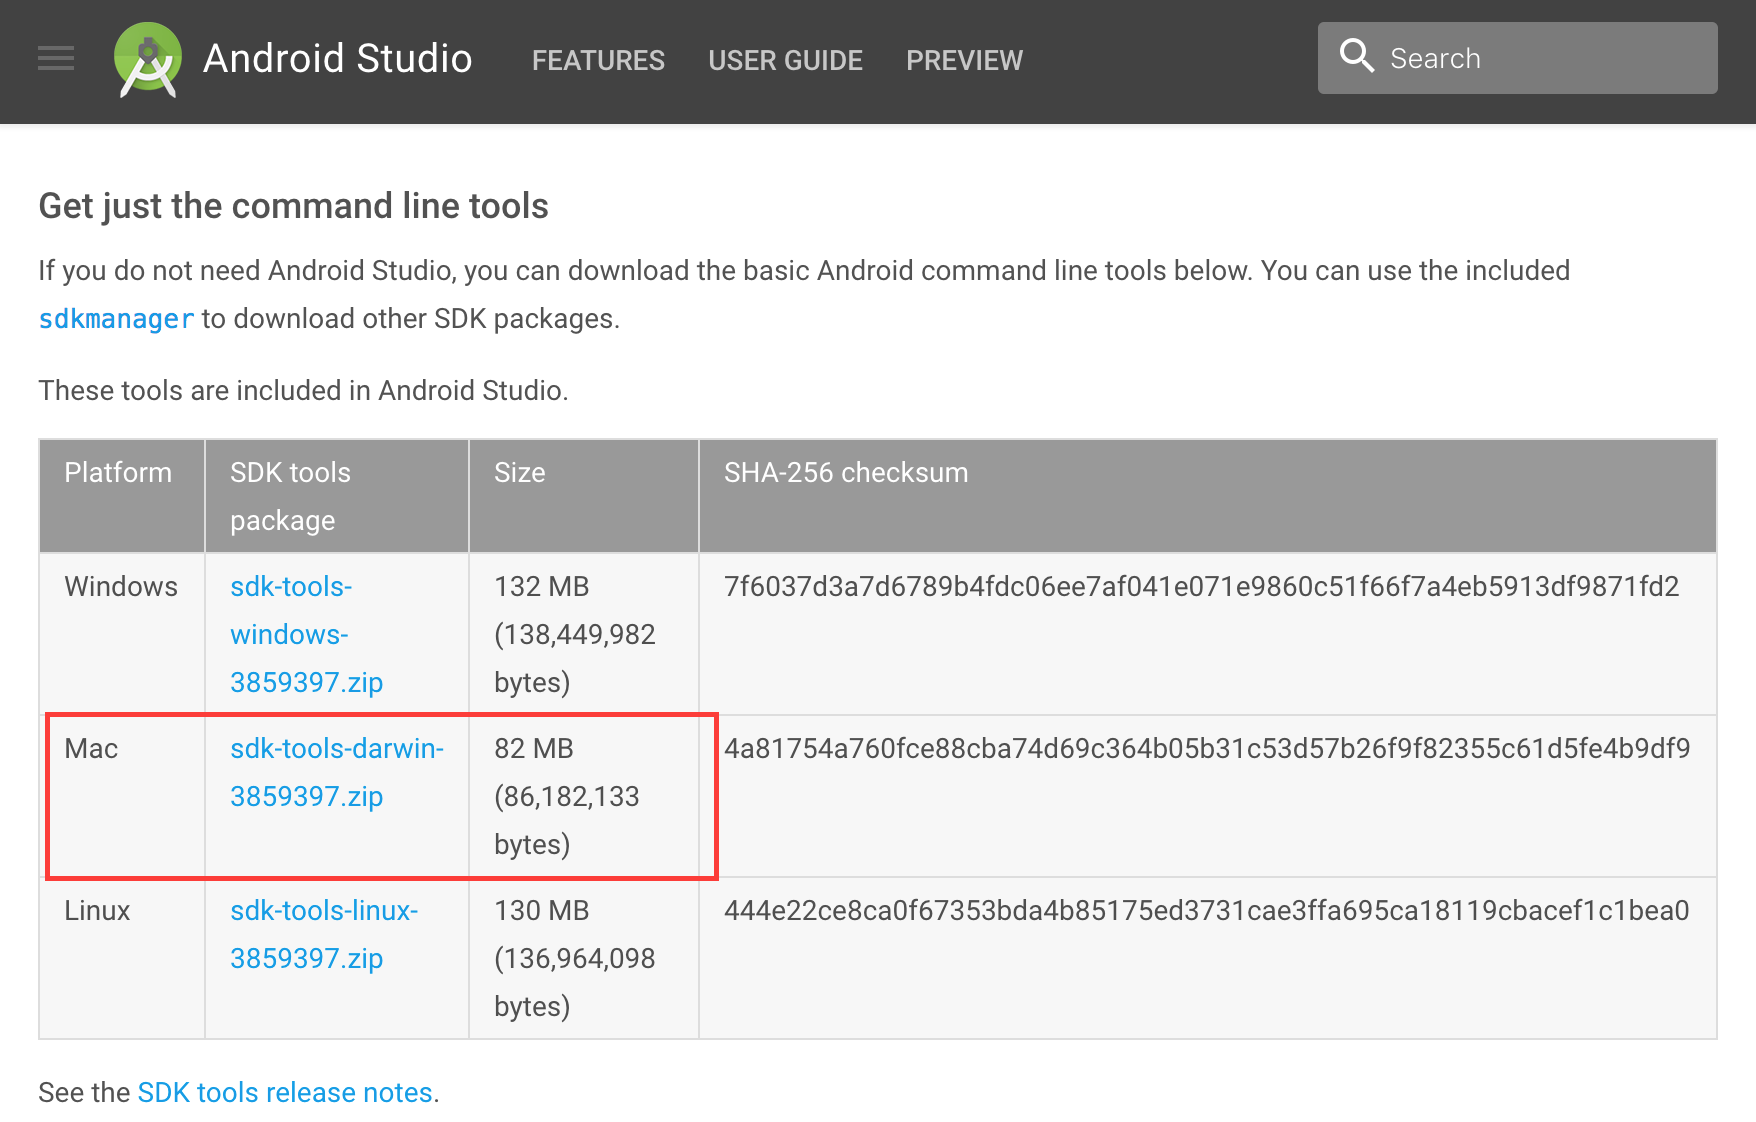 Android Studio
FEATURES
USER GUIDE
PREVIEW
Search
Get just the command line tools
If you do not need Android Studio, you can download the basic Android command line tools below. You can use the included
sdkmanager to download other SDK packages.
These tools are included in Android Studio.
Platform
SDK tools
package
Size
SHA-256 checksum
Windows
sdk-tools-
windows-
3859397.zip
132 MB
(138,449,982
bytes)
7f6037d3a7d6789b4fdc06ee7af041e071e9860c51f66f7a4eb5913df9871fd2
Mac
sdk-tools-darwin-
3859397.zip
82 MB
(86,182,133
bytes)
4a81754a760fce88cba74d69c364b05b31c53d57b26f9f82355c61d5fe4b9df9
Linux
sdk-tools-linux-
3859397.zip
130 MB
(136,964,098
bytes)
444e22ce8ca0f67353bda4b85175ed3731cae3ffa695ca18119cbacef1c1bea0
See the SDK tools release notes.